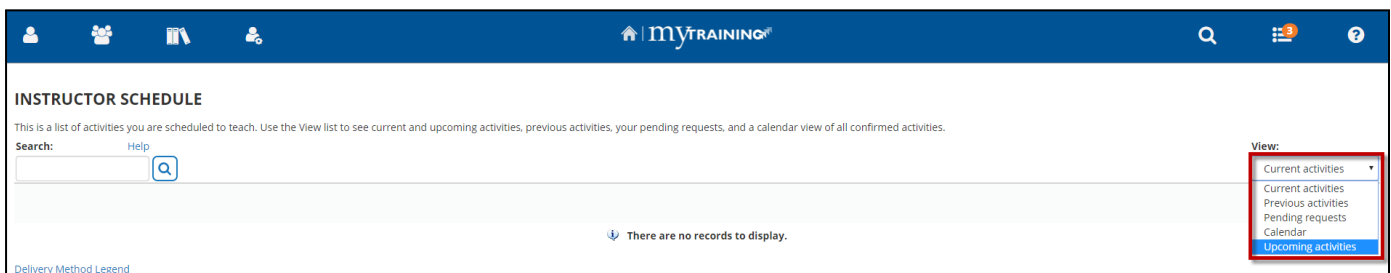 myTRAINING
3
INSTRUCTOR SCHEDULE
This is a list of activities you are scheduled to teach. Use the View list to see current and upcoming activities, previous activities, your pending requests, and a calendar view of all confirmed activities.
Search: Help
View:
Current activities
Current activities
Previous activities
Pending requests
Calendar
Upcoming activities
There are no records to display.
Delivery Method Legend